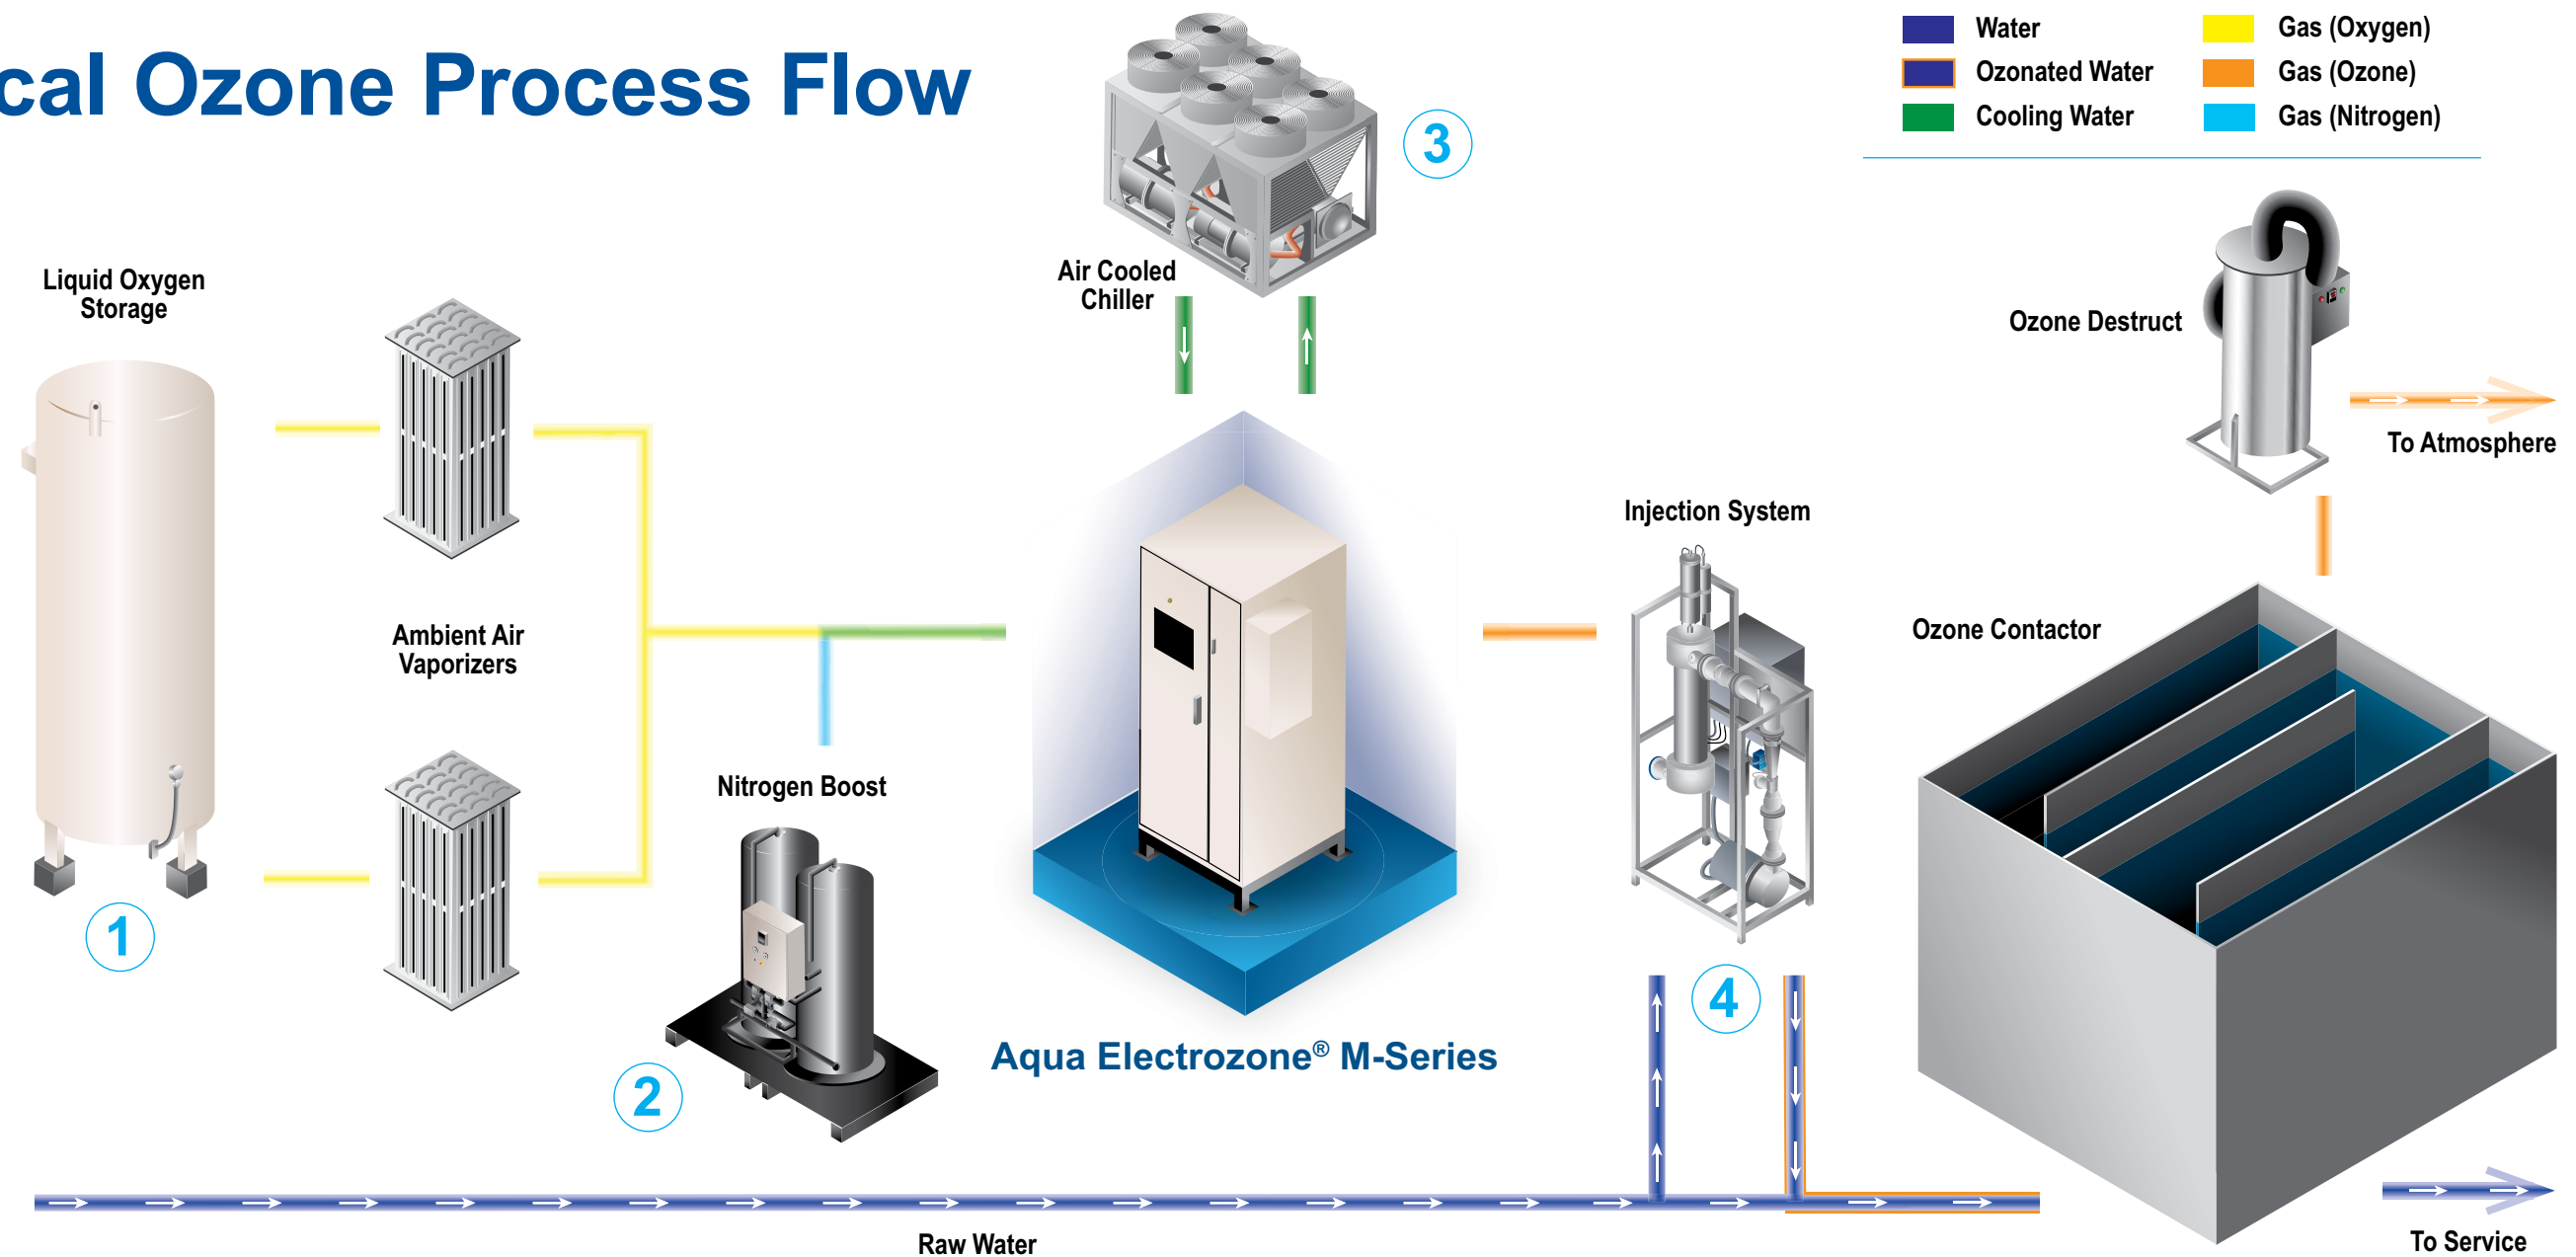 cal Ozone Process Flow
Water
Ozonated Water
Cooling Water
Gas (Oxygen)
Gas (Ozone)
Gas (Nitrogen)
3
Air Cooled
Chiller
Liquid Oxygen
Storage
Ozone Destruct
To Atmosphere
Injection System
Ambient Air
Vaporizers
Ozone Contactor
Nitrogen Boost
1
4
Aqua Electrozone® M-Series
2
Raw Water
To Service